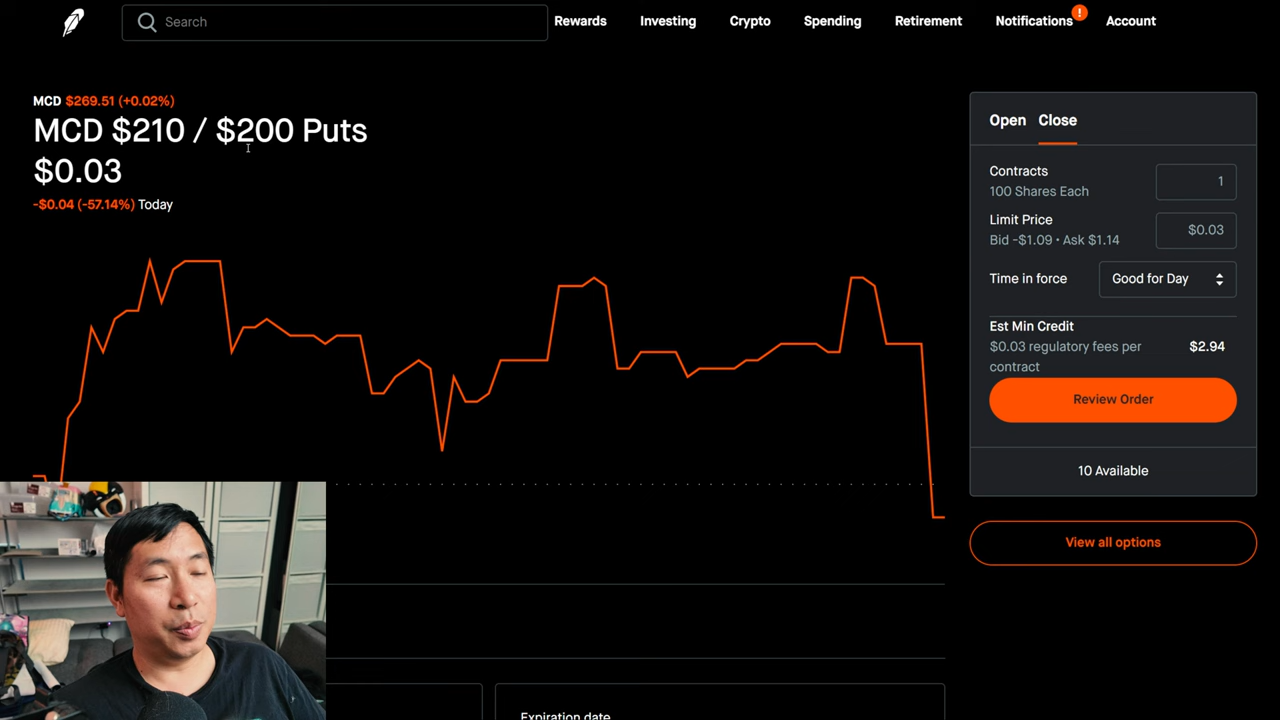 Search
Rewards
Investing
Crypto
Spending
Retirement
Notifications
!
Account
MCD $269.51 (+0.02%)
MCD $210 / $200 Puts
$0.03
-$0.04 (-57.14%) Today
Open Close
Contracts
100 Shares Each
1
Limit Price
Bid -$1.09 • Ask $1.14
$0.03
Time in force
Good for Day
Est Min Credit
$0.03 regulatory fees per
contract
$2.94
Review Order
10 Available
View all options
Expiration date